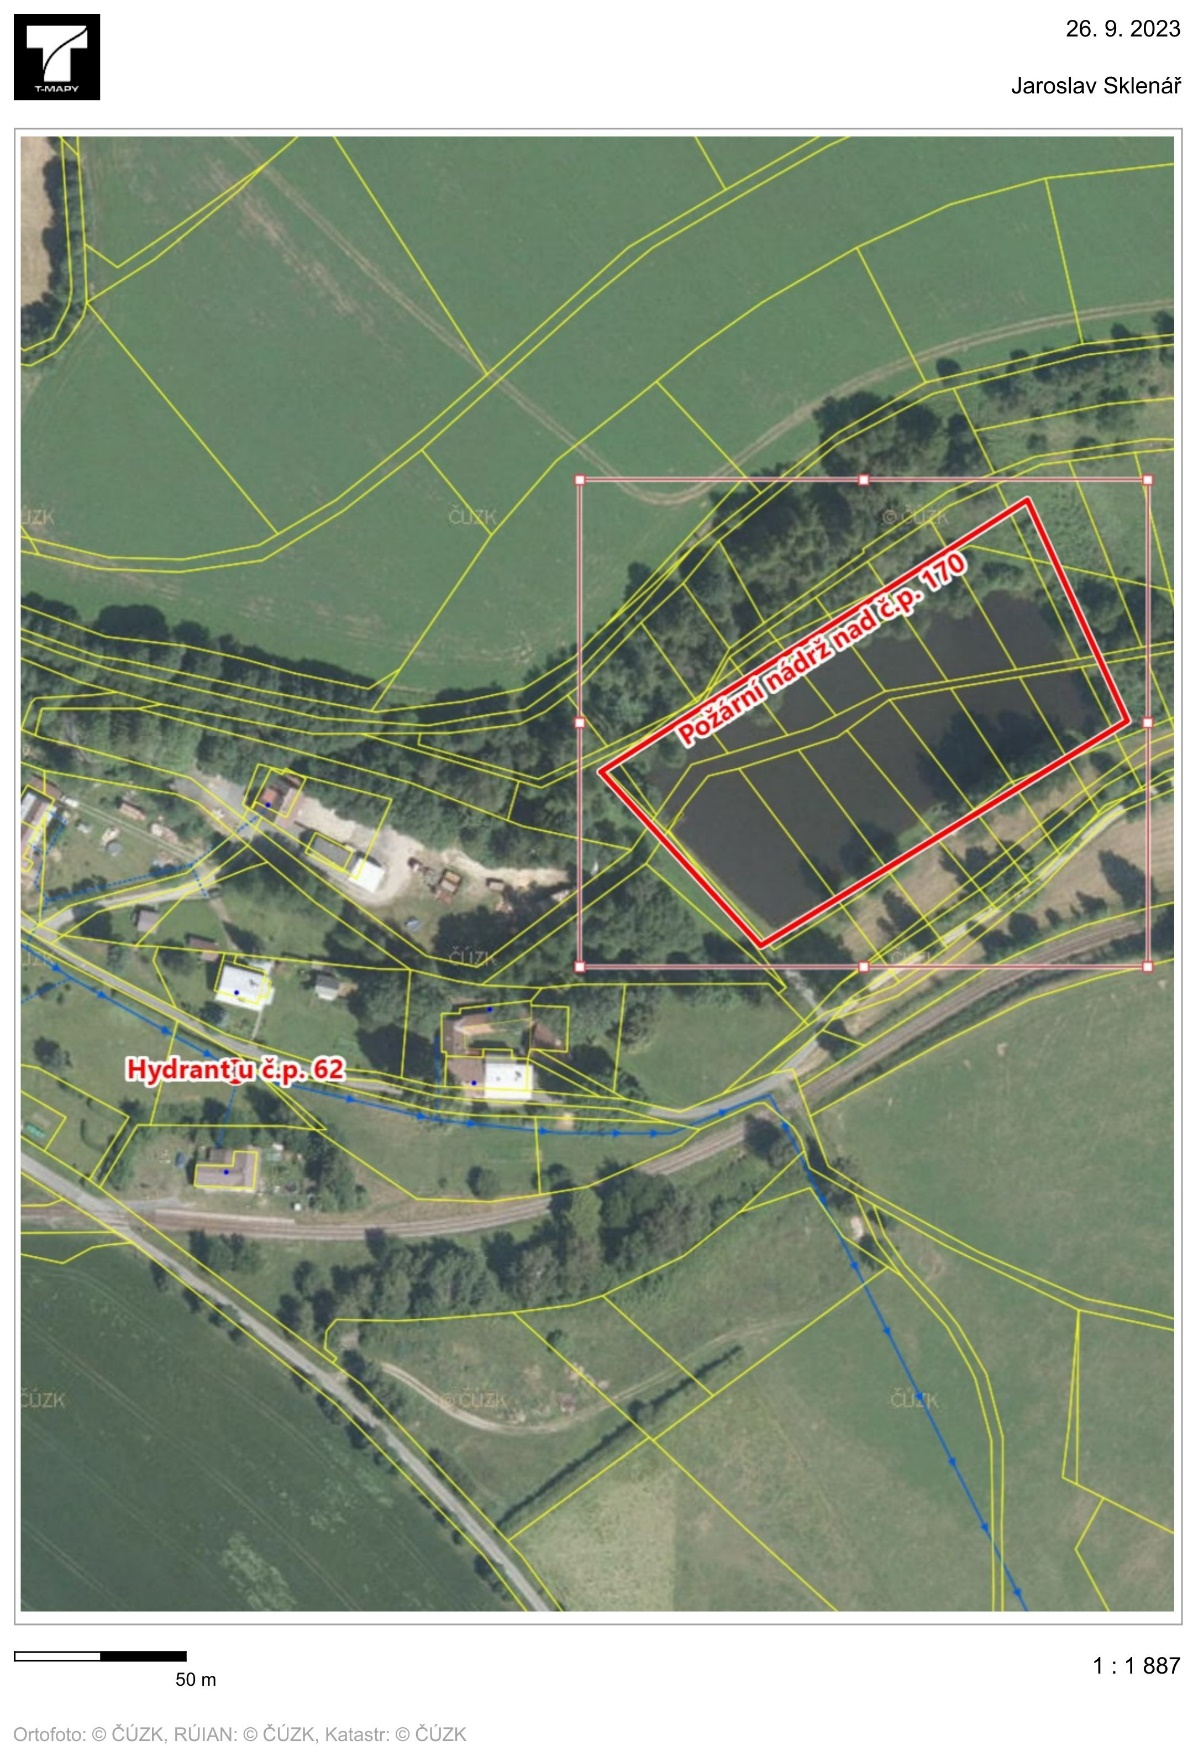 26. 9. 2023
T-MAPY
Jaroslav Sklenář
ČÚZK
ČÚZK
© ČÚZK
Požární nádrž nad č.p. 170
ČÚZK
ČÚZK
ČÚZK
Hydrant u č.p. 62
ČÚZK
© ČÚZK
ČÚZK
50 m
1 : 1 887
Ortofoto: © ČÚZK, RÚIAN: © ČÚZK, Katastr: © ČÚZK